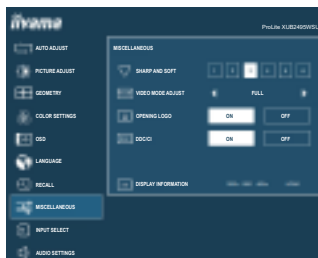 iiyama
ProLite XUB2495WSU
AUTO ADJUST
MISCELLANEOUS
PICTURE ADJUST
SHARP AND SOFT
GEOMETRY
VIDEO MODE ADJUST
FULL
COLOR SETTINGS
OPENING LOGO
ON
OFF
OSD
DDC/CI
ON
OFF
LANGUAGE
RECALL
DISPLAY INFORMATION
MISCELLANEOUS
INPUT SELECT
AUDIO SETTINGS